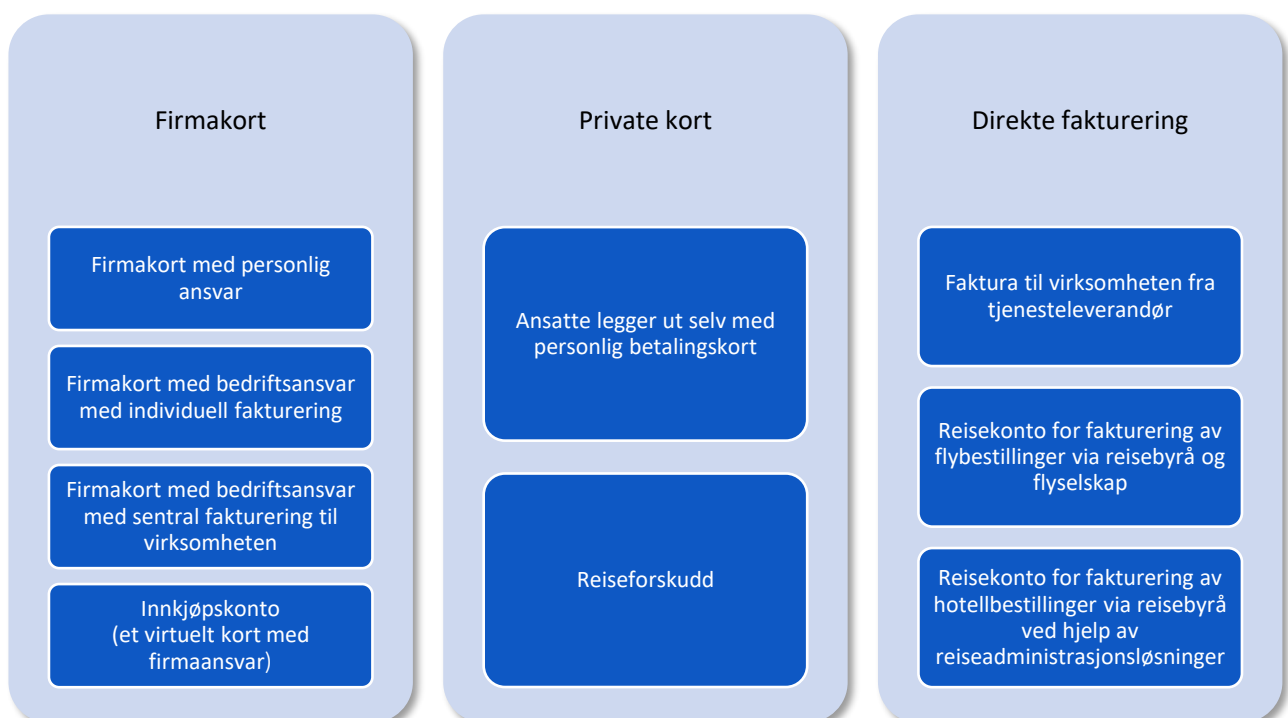 Firmakort
Firmakort med personlig
ansvar
Firmakort med bedriftsansvar
med individuell fakturering
Firmakort med bedriftsansvar
med sentral fakturering til
virksomheten
Innkjøpskonto
(et virtuelt kort med
firmaansvar)
Private kort
Ansatte legger ut selv med
personlig betalingskort
Reiseforskudd
Direkte fakturering
Faktura til virksomheten fra
tjenesteleverandør
Reisekonto for fakturering av
flybestillinger via reisebyrå og
flyselskap
Reisekonto for fakturering av
hotellbestillinger via reisebyrå
ved hjelp av
reiseadministrasjonsløsninger